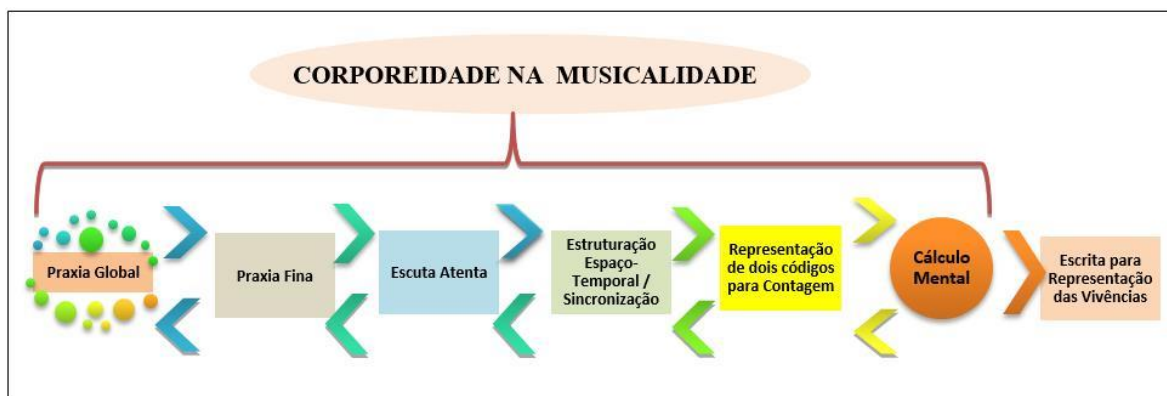 CORPOREIDADE NA MUSICALIDADE
Praxia Global
Praxia Fina
Escuta Atenta
Estruturação
Espaço-
Temporal /
Sincronização
Representação
de dois códigos
para Contagem
Cálculo
Mental
Escrita para
Representação
das Vivências